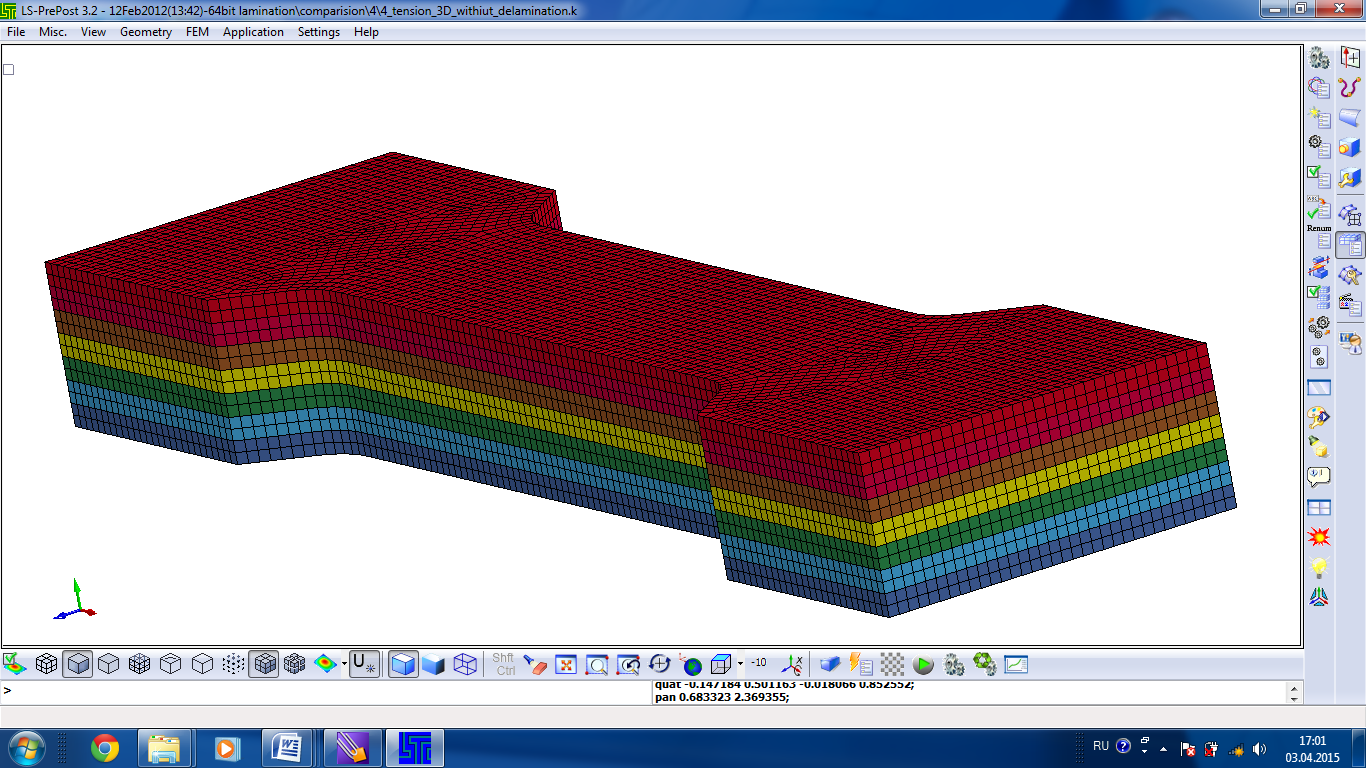 LS-PrePost 3.2 - 12Feb2012(13:42)-64bit lamination\comparision\4\4_tension_3D_withiut_delamination.k
File Misc. View Geometry FEM Application Settings Help
Renum
Shft
Ctrl
-10
>
quat -0.147184 0.501163 -0.018066 0.852552;
pan 0.683323 2.369355;
RU
17:01
03.04.2015